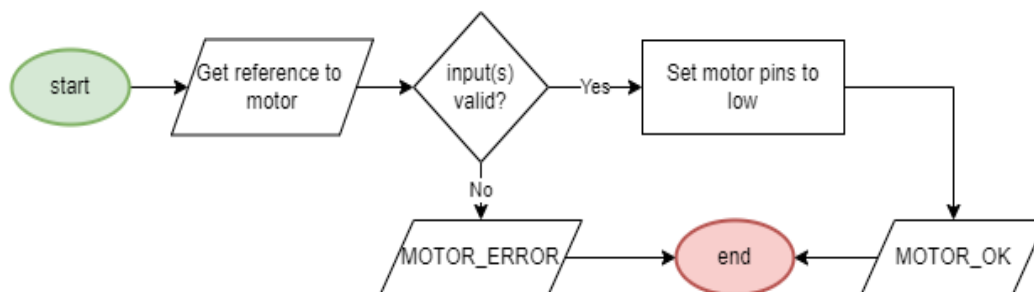 start
Get reference to
motor
input(s)
valid?
Yes
Set motor pins to
low
No
MOTOR_ERROR
end
MOTOR_OK